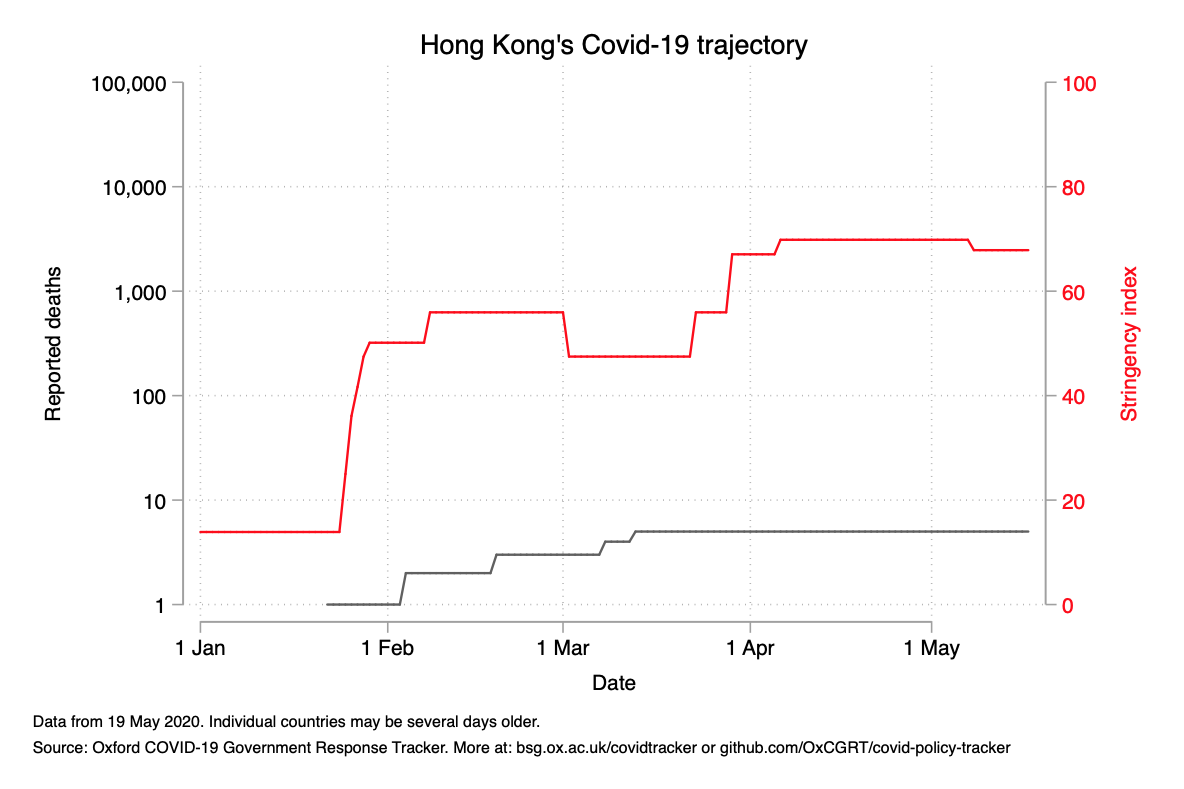 Hong Kong's Covid-19 trajectory
100,000
10,000
1,000
100
10
1
Reported deaths
100
80
60
40
20
0
Stringency index
1 Jan
1 Feb
1 Mar
1 Apr
1 May
Date
Data from 19 May 2020. Individual countries may be several days older.
Source: Oxford COVID-19 Government Response Tracker. More at: bsg.ox.ac.uk/covidtracker or github.com/OxCGRT/covid-policy-tracker